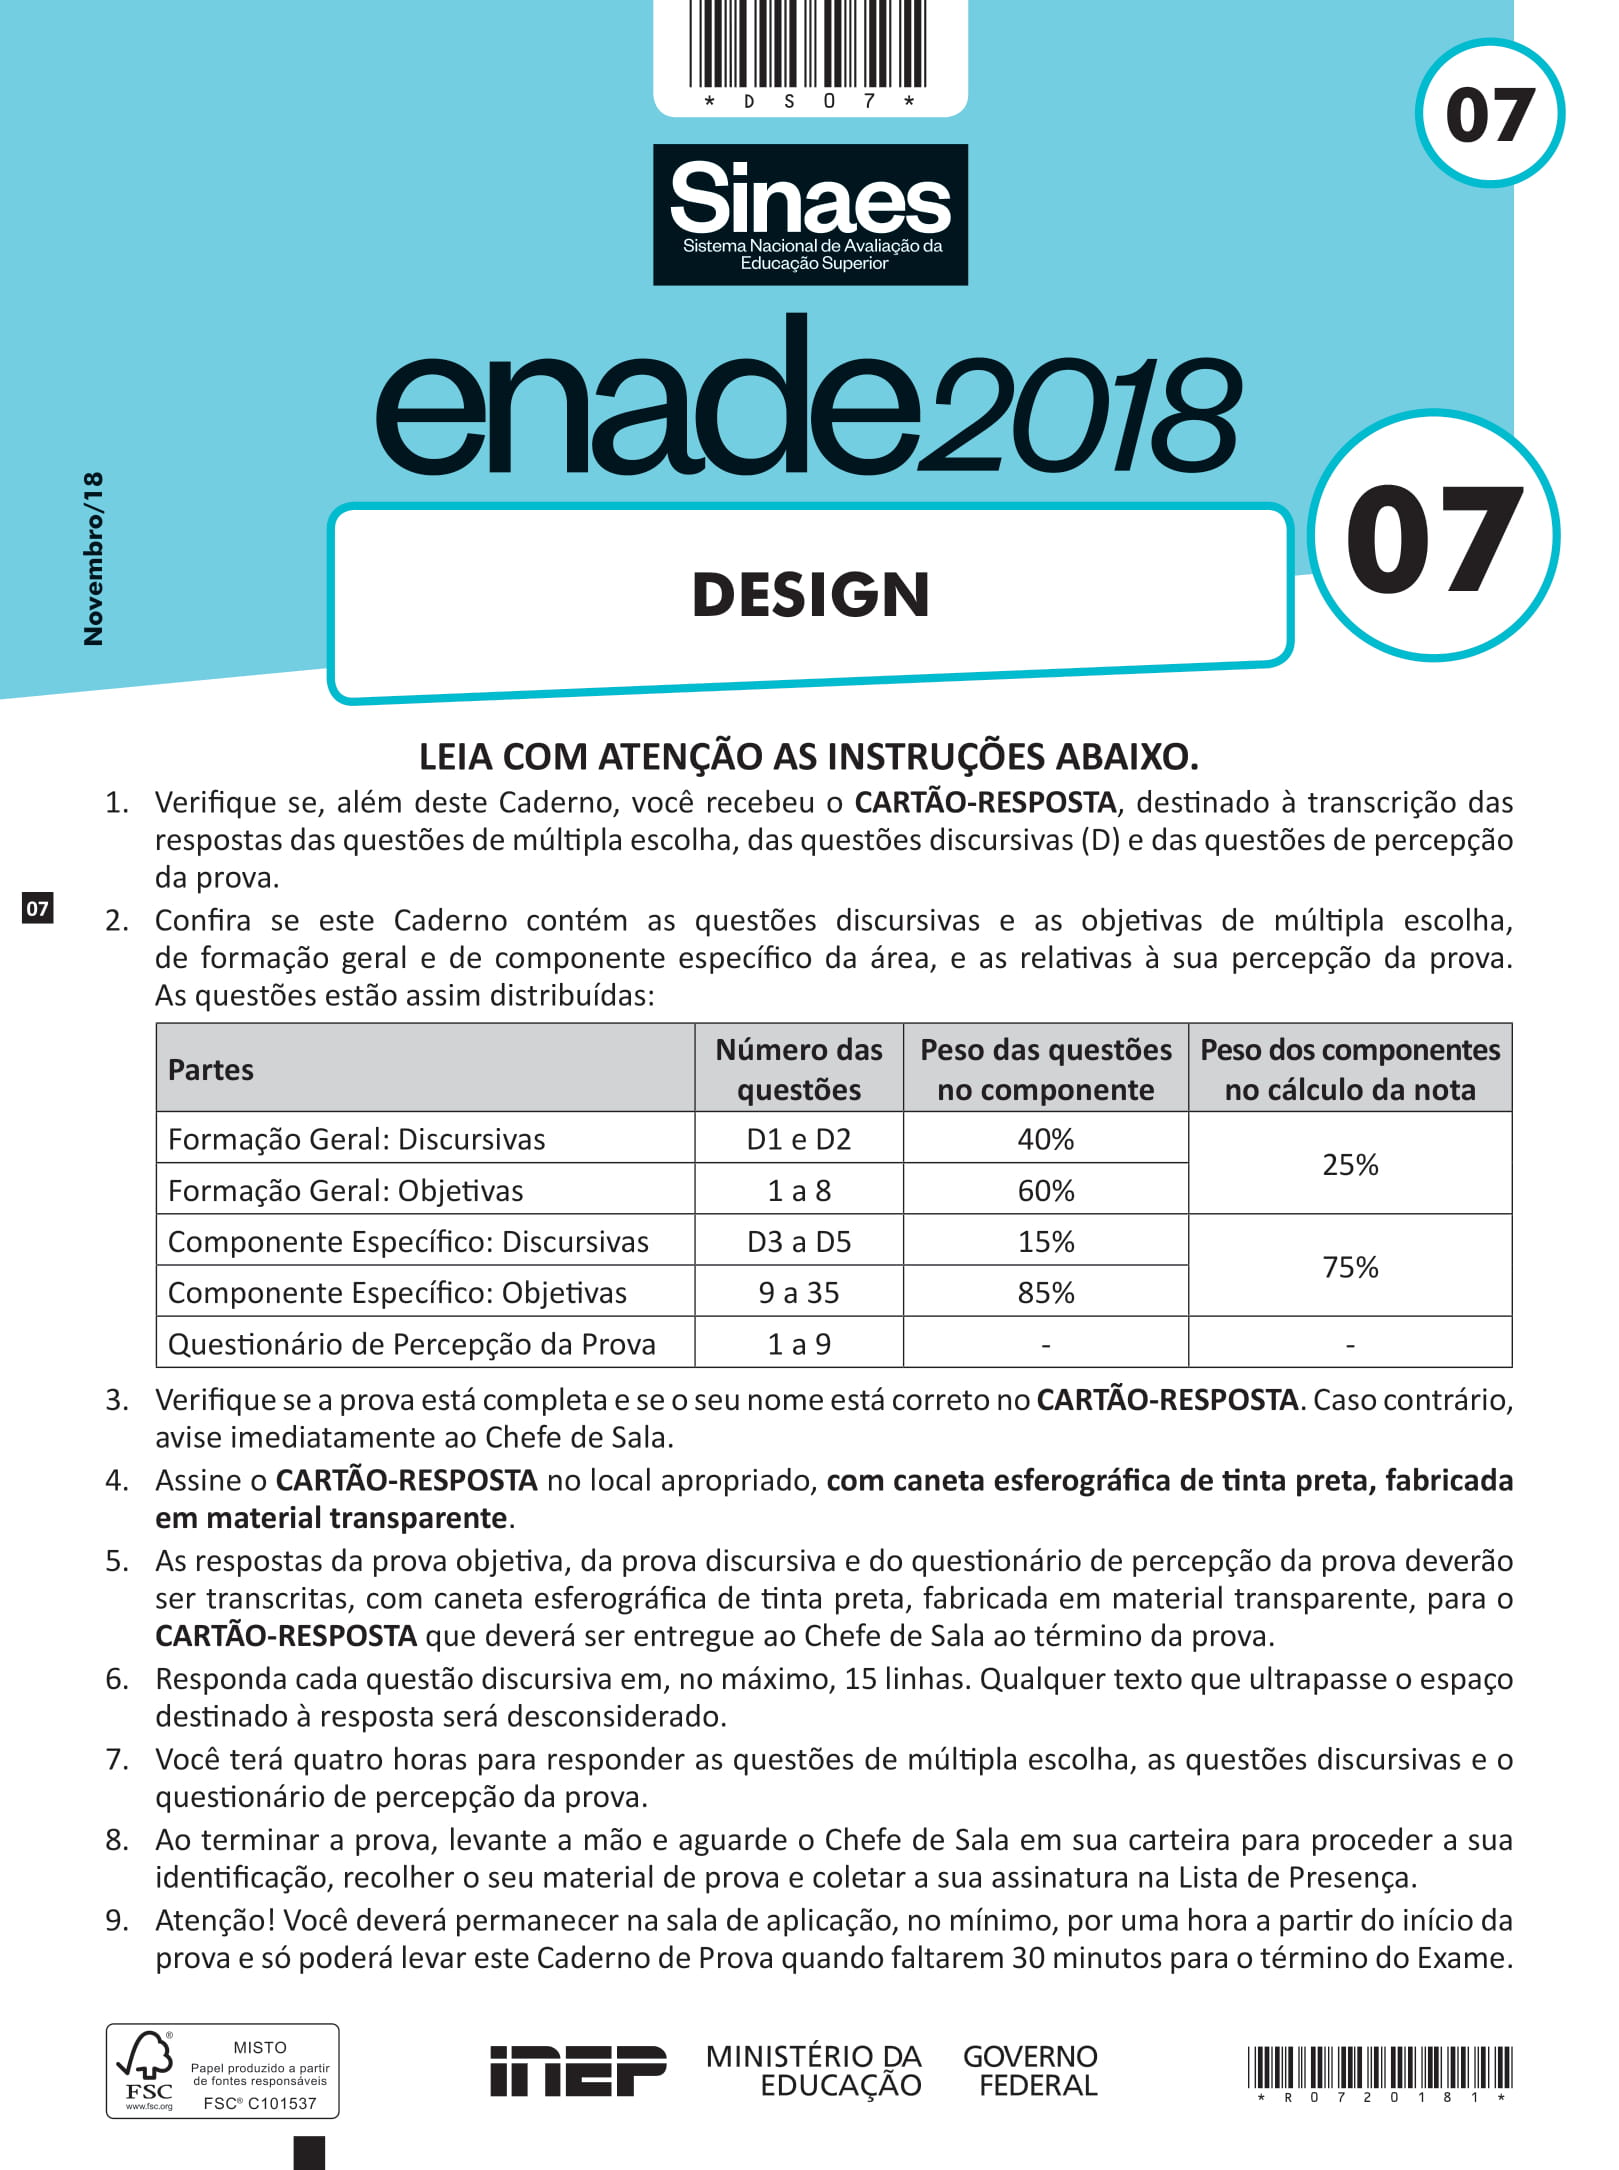 * D S 0 7 *
07
Sinaes
Sistema Nacional de Avaliação da
Educação Superior
enade2018
Novembro/18
DESIGN
07
LEIA COM ATENÇÃO AS INSTRUÇÕES ABAIXO.
1. Verifique se, além deste Caderno, você recebeu o CARTÃO-RESPOSTA, destinado à transcrição das
respostas das questões de múltipla escolha, das questões discursivas (D) e das questões de percepção
da prova.
07
2. Confira se este Caderno contém as questões discursivas e as objetivas de múltipla escolha,
de formação geral e de componente específico da área, e as relativas à sua percepção da prova.
As questões estão assim distribuídas:
Partes
Número das
questões
Peso das questões
no componente
Peso dos componentes
no cálculo da nota
Formação Geral: Discursivas D1 e D2 40%
25%
Formação Geral: Objetivas 1 a 8 60%
Componente Específico: Discursivas D3 a D5 15%
75%
Componente Específico: Objetivas 9 a 35 85%
Questionário de Percepção da Prova 1 a 9 - -
3. Verifique se a prova está completa e se o seu nome está correto no CARTÃO-RESPOSTA. Caso contrário,
avise imediatamente ao Chefe de Sala.
4. Assine o CARTÃO-RESPOSTA no local apropriado, com caneta esferográfica de tinta preta, fabricada
em material transparente.
5. As respostas da prova objetiva, da prova discursiva e do questionário de percepção da prova deverão
ser transcritas, com caneta esferográfica de tinta preta, fabricada em material transparente, para o
CARTÃO-RESPOSTA que deverá ser entregue ao Chefe de Sala ao término da prova.
6. Responda cada questão discursiva em, no máximo, 15 linhas. Qualquer texto que ultrapasse o espaço
destinado à resposta será desconsiderado.
7. Você terá quatro horas para responder as questões de múltipla escolha, as questões discursivas e o
questionário de percepção da prova.
8. Ao terminar a prova, levante a mão e aguarde o Chefe de Sala em sua carteira para proceder a sua
identificação, recolher o seu material de prova e coletar a sua assinatura na Lista de Presença.
9. Atenção! Você deverá permanecer na sala de aplicação, no mínimo, por uma hora a partir do início da
prova e só poderá levar este Caderno de Prova quando faltarem 30 minutos para o término do Exame.
®
FSC
www.fsc.org
MISTO
Papel produzido a partir
de fontes responsáveis
FSC® C101537
INEP
MINISTÉRIO DA
EDUCAÇÃO
GOVERNO
FEDERAL
* R 0 7 2 0 1 8 1 *